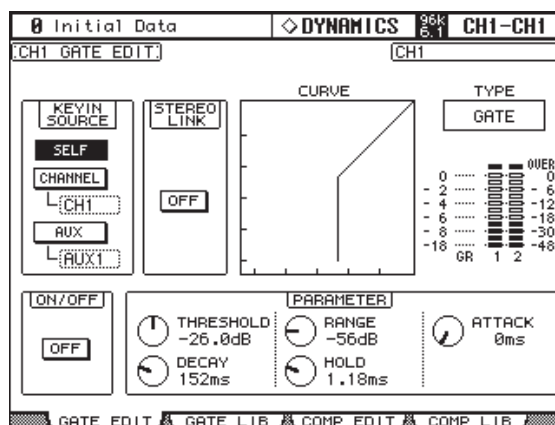 0 Initial Data ◇DYNAMICS 96k 6.1 CH1-CH1
CH1 GATE EDIT CH1
KEYIN SOURCE
SELF
CHANNEL
CH1
AUX
AUX1
STEREO LINK
OFF
CURVE
TYPE
GATE
OVER
0 0
- 2 - 6
- 4 -12
- 6 -18
- 8 -30
-18 -48
GR 1 2
ON/OFF
OFF
PARAMETER
THRESHOLD
-26.0dB
RANGE
-56dB
ATTACK
0ms
DECAY
152ms
HOLD
1.18ms
GATE EDIT GATE LIB COMP EDIT COMP LIB